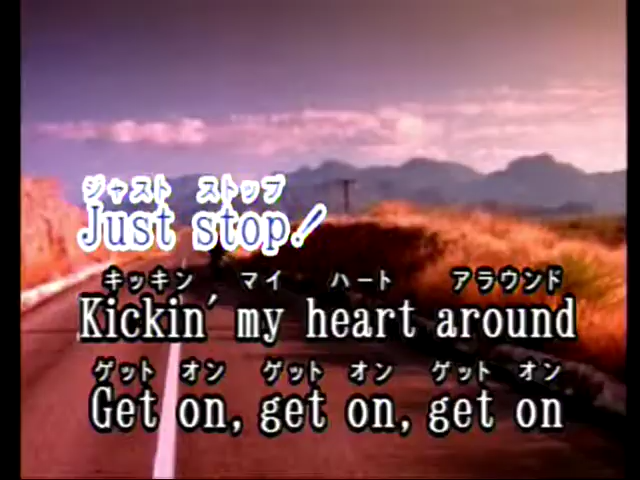 ジャスト ストップ
Just stop!
キッキン マイ ハート アラウンド
Kickin' my heart around
ゲット オン ゲット オン ゲット オン
Get on, get on, get on